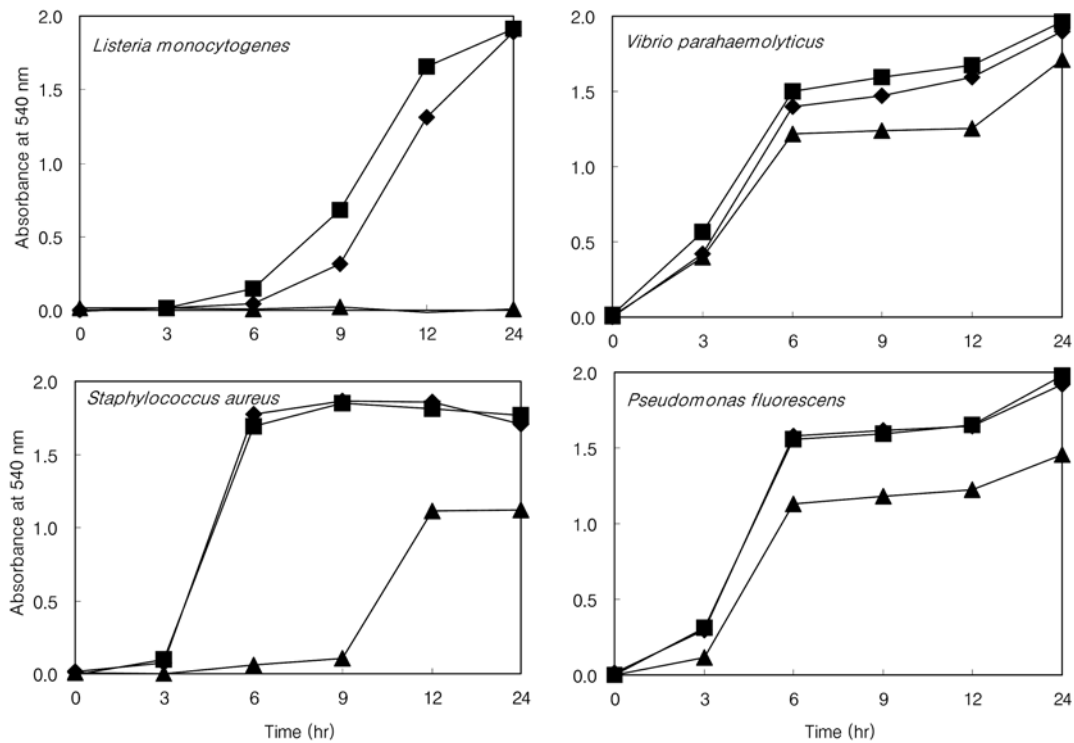 Listeria monocytogenes
Absorbance at 540 nm
2.0
1.5
1.0
0.5
0.0
0 3 6 9 12 24
Vibrio parahaemolyticus
2.0
1.5
1.0
0.5
0.0
0 3 6 9 12 24
Staphylococcus aureus
Absorbance at 540 nm
2.0
1.5
1.0
0.5
0.0
0 3 6 9 12 24
Time (hr)
Pseudomonas fluorescens
2.0
1.5
1.0
0.5
0.0
0 3 6 9 12 24
Time (hr)